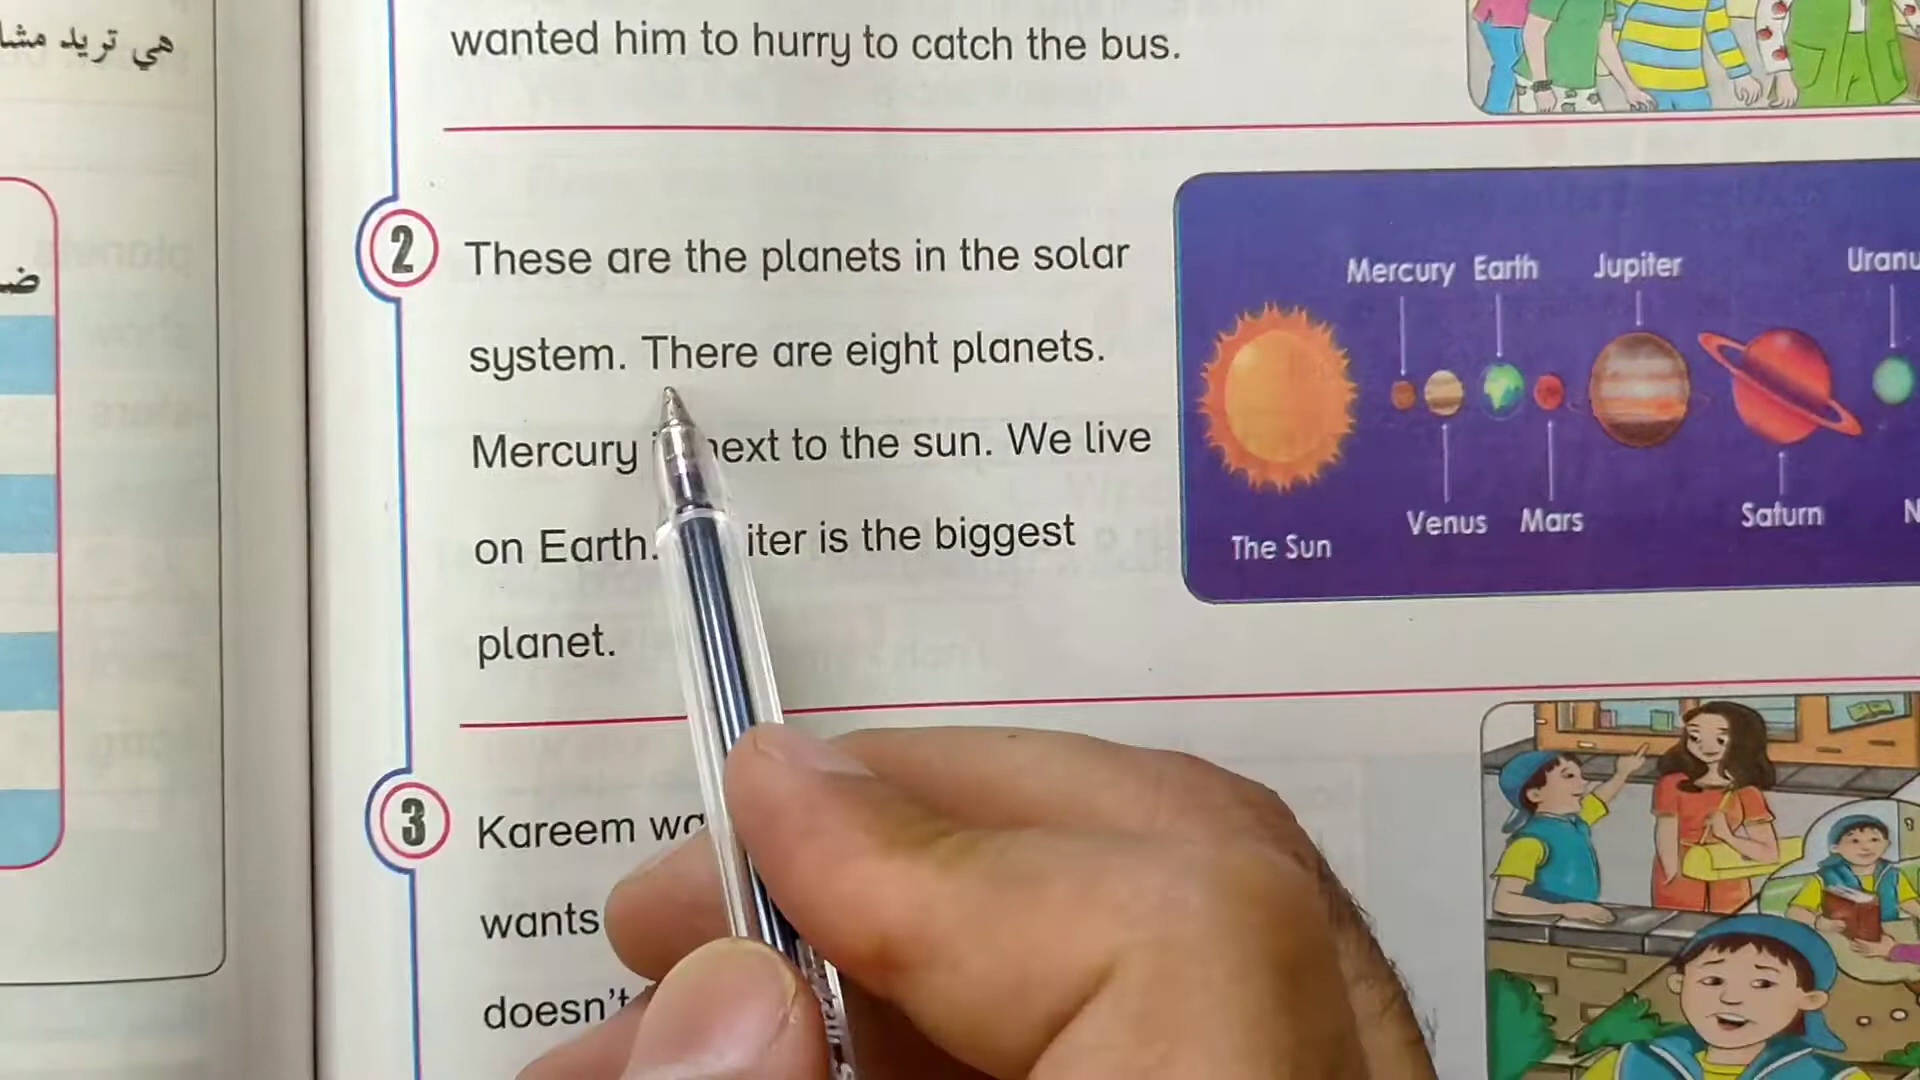 هي تريد مشا
wanted him to hurry to catch the bus.
2
These are the planets in the solar
system. There are eight planets.
Mercury next to the sun. We live
on Earth. is the biggest
planet.
Mercury Earth Jupiter
Venus Mars Saturn
The Sun
3
Kareem
wants
doesn't